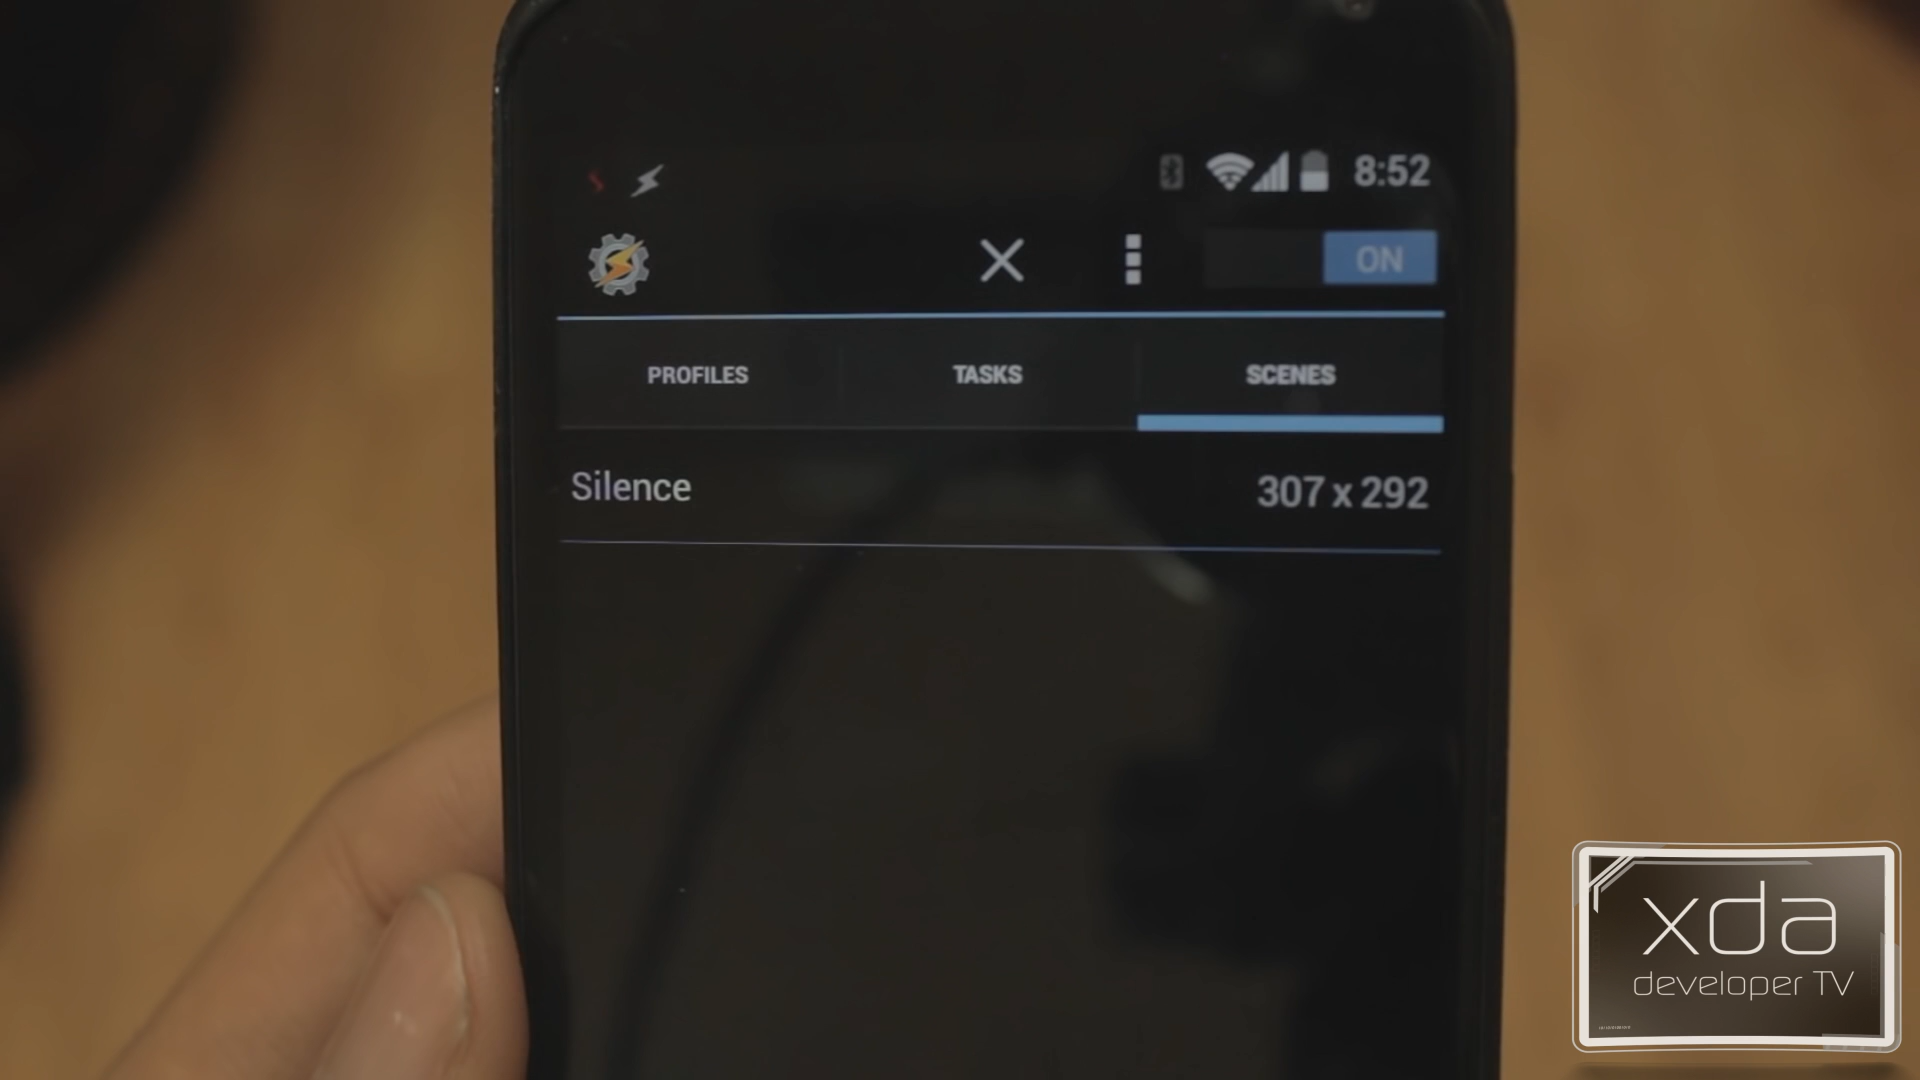 8:52
ON
PROFILES TASKS SCENES
Silence 307 x 292
xda
developer TV